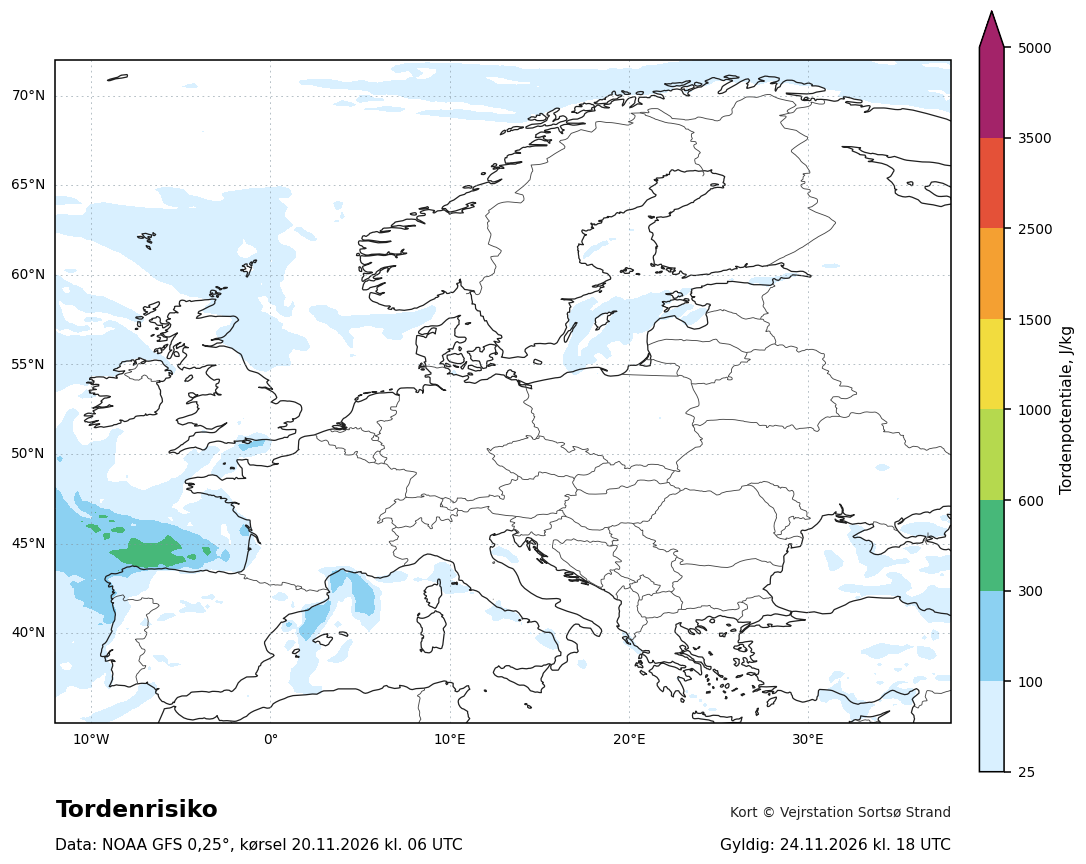 70°N
65°N
60°N
55°N
50°N
45°N
40°N
10°W
0°
10°E
20°E
30°E
5000
3500
2500
1500
1000
600
300
100
25
Tordenpotentiale, J/kg
Tordenrisiko
Kort © Vejrstation Sortsø Strand
Data: NOAA GFS 0,25°, kørsel 20.11.2026 kl. 06 UTC
Gyldig: 24.11.2026 kl. 18 UTC